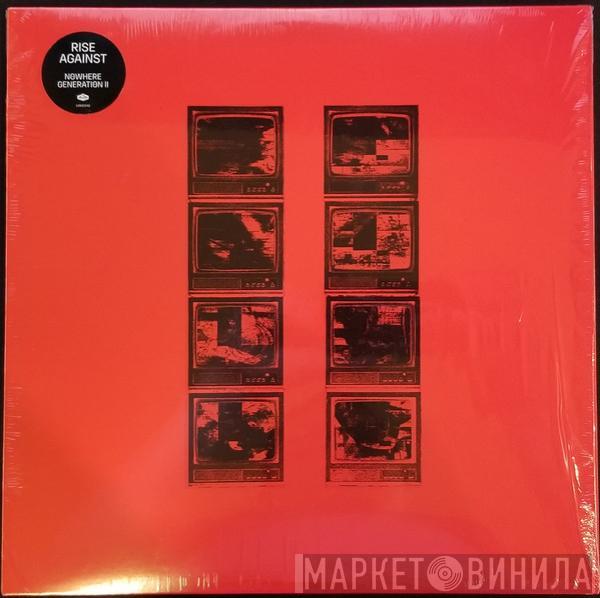 RISE
AGAINST
NOWHERE
GENERATION II
МАРКЕТ ВИНИЛА